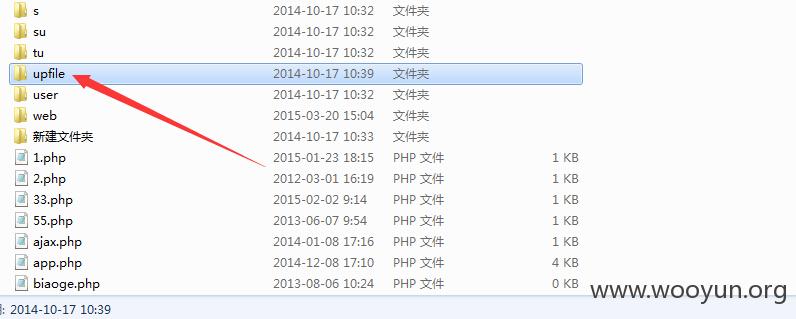 s 2014-10-17 10:32 文件夹
su 2014-10-17 10:32 文件夹
tu 2014-10-17 10:32 文件夹
upfile 2014-10-17 10:39 文件夹
user 2014-10-17 10:32 文件夹
web 2015-03-20 15:04 文件夹
新建文件夹 2014-10-17 10:33 文件夹
1.php 2015-01-23 18:15 PHP 文件 1 KB
2.php 2012-03-01 16:19 PHP 文件 1 KB
33.php 2015-02-02 9:14 PHP 文件 1 KB
55.php 2013-06-07 9:54 PHP 文件 1 KB
ajax.php 2014-01-08 17:16 PHP 文件 1 KB
app.php 2014-12-08 17:10 PHP 文件 4 KB
biaoge.php 2013-08-06 10:24 PHP 文件 0 KB
www.wooyun.org
: 2014-10-17 10:39